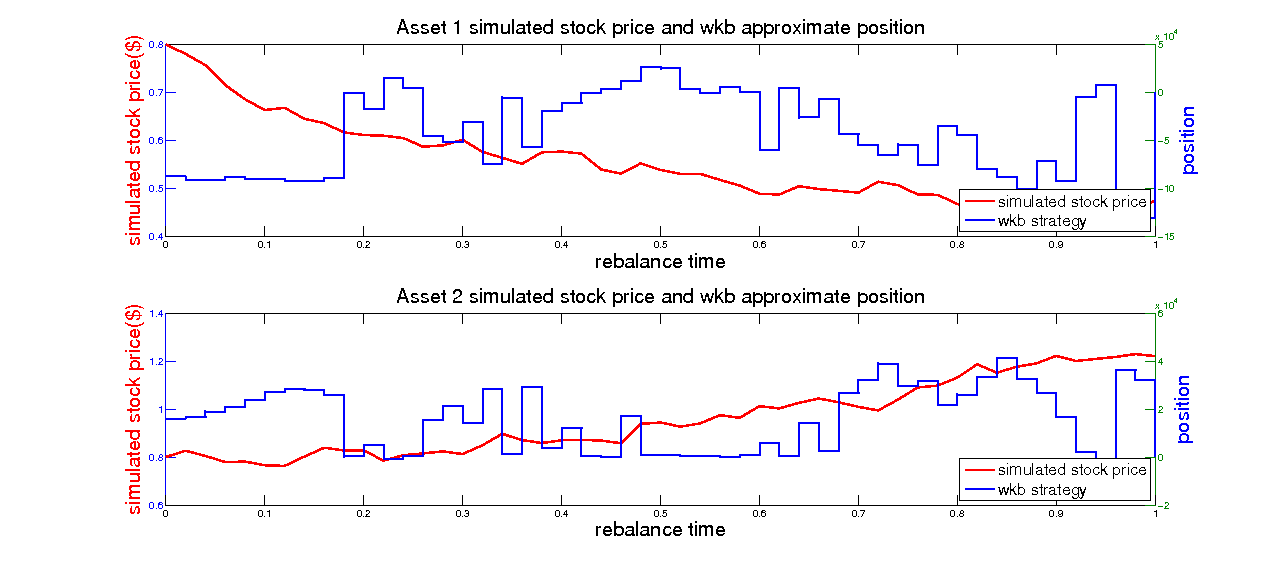 Asset 1 simulated stock price and wkb approximate position
simulated stock price($)
0.8
0.7
0.6
0.5
0.4
x 10^4
5
0
-5
-10
-15
position
simulated stock price
wkb strategy
0 0.1 0.2 0.3 0.4 0.5 0.6 0.7 0.8 0.9 1
rebalance time
Asset 2 simulated stock price and wkb approximate position
simulated stock price($)
1.4
1.2
1
0.8
0.6
x 10^4
6
4
2
0
-2
position
simulated stock price
wkb strategy
0 0.1 0.2 0.3 0.4 0.5 0.6 0.7 0.8 0.9 1
rebalance time